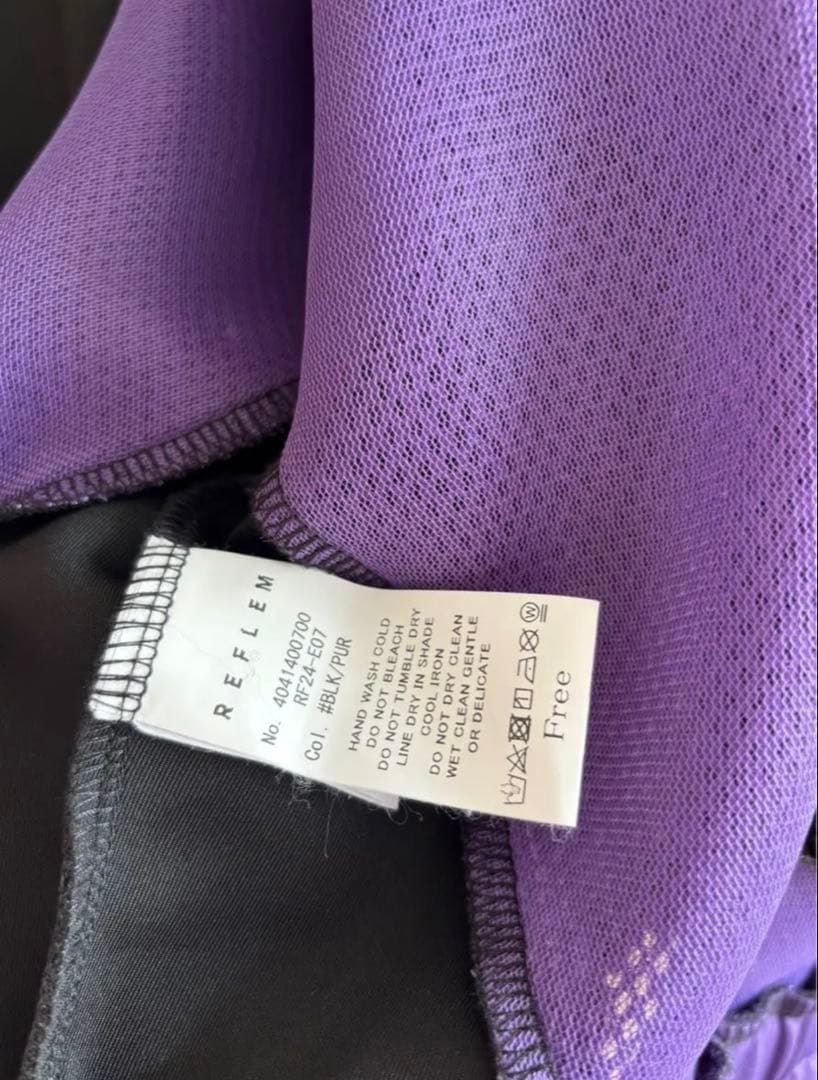 REFLEM
No. 4041400700
RF24-E07
Col. #BLK/PUR
HAND WASH COLD
DO NOT BLEACH
DO NOT TUMBLE DRY
LINE DRY IN SHADE
COOL IRON
DO NOT DRY CLEAN
WET CLEAN GENTLE
OR DELICATE
W
Free